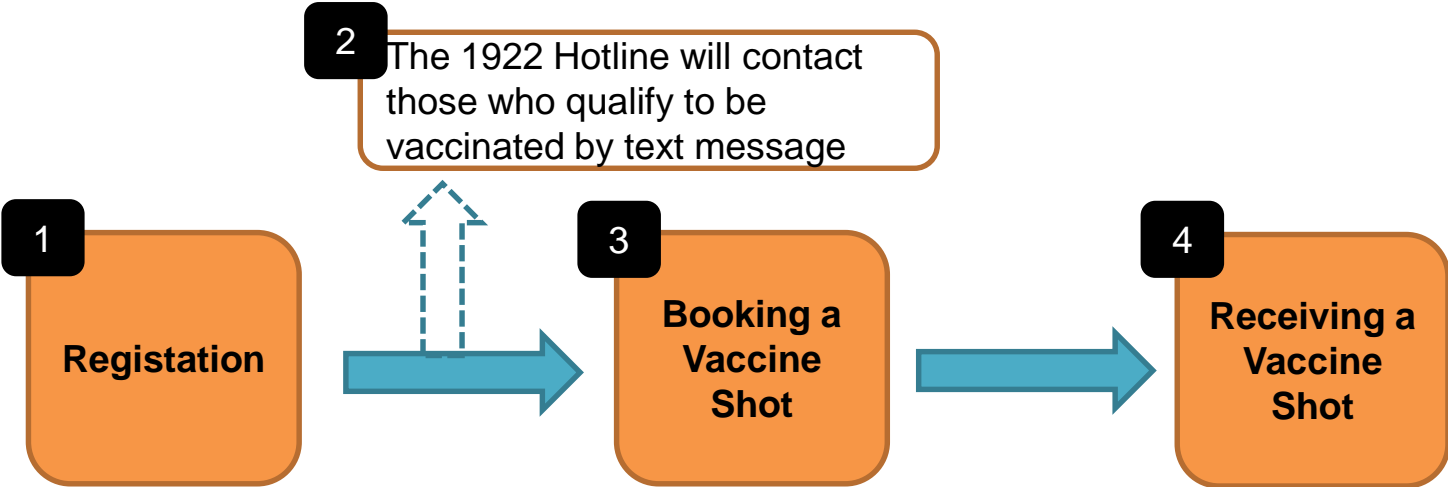 1
Registation
2
The 1922 Hotline will contact
those who qualify to be
vaccinated by text message
3
Booking a
Vaccine
Shot
4
Receiving a
Vaccine
Shot